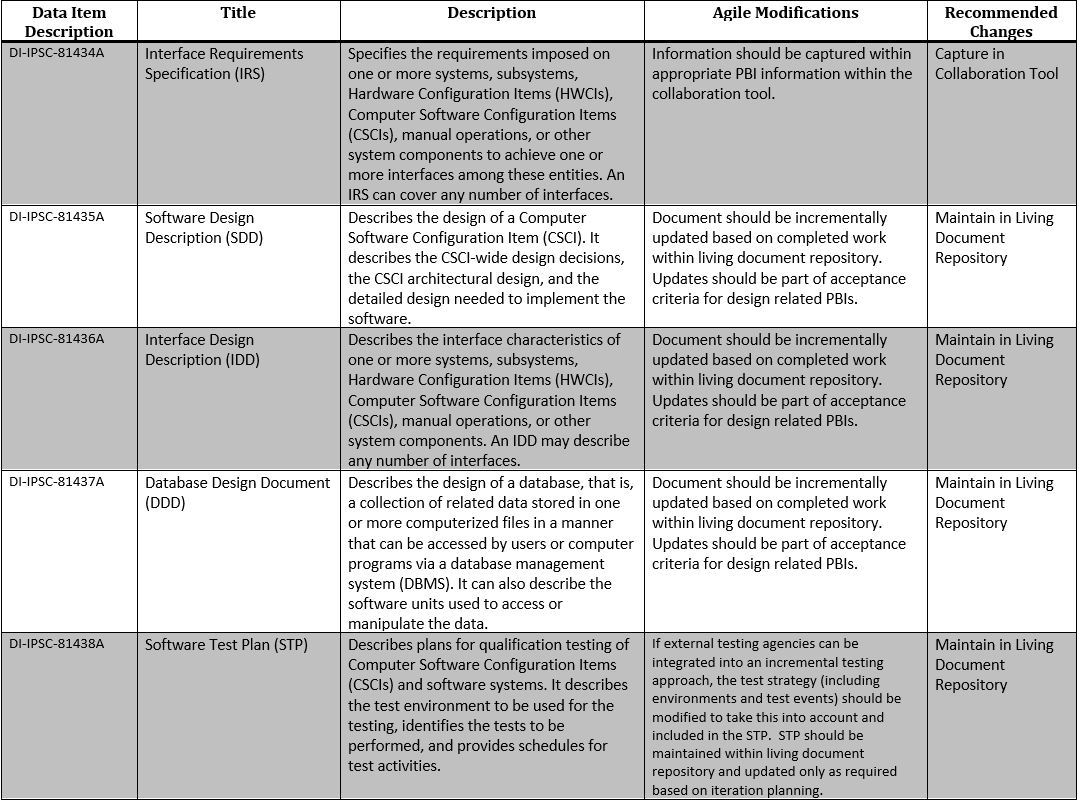 Data Item
Description
Title
Description
Agile Modifications
Recommended
Changes
DI-IPSC-81434A
Interface Requirements
Specification (IRS)
Specifies the requirements imposed on
one or more systems, subsystems,
Hardware Configuration Items (HWCIs),
Computer Software Configuration Items
(CSCIs), manual operations, or other
system components to achieve one or
more interfaces among these entities. An
IRS can cover any number of interfaces.
Information should be captured within
appropriate PBI information within the
collaboration tool.
Capture in
Collaboration Tool
DI-IPSC-81435A
Software Design
Description (SDD)
Describes the design of a Computer
Software Configuration Item (CSCI). It
describes the CSCI-wide design decisions,
the CSCI architectural design, and the
detailed design needed to implement the
software.
Document should be incrementally
updated based on completed work
within living document repository.
Updates should be part of acceptance
criteria for design related PBIs.
Maintain in Living
Document
Repository
DI-IPSC-81436A
Interface Design
Description (IDD)
Describes the interface characteristics of
one or more systems, subsystems,
Hardware Configuration Items (HWCIs),
Computer Software Configuration Items
(CSCIs), manual operations, or other
system components. An IDD may describe
any number of interfaces.
Document should be incrementally
updated based on completed work
within living document repository.
Updates should be part of acceptance
criteria for design related PBIs.
Maintain in Living
Document
Repository
DI-IPSC-81437A
Database Design Document
(DDD)
Describes the design of a database, that is,
a collection of related data stored in one
or more computerized files in a manner
that can be accessed by users or computer
programs via a database management
system (DBMS). It can also describe the
software units used to access or
manipulate the data.
Document should be incrementally
updated based on completed work
within living document repository.
Updates should be part of acceptance
criteria for design related PBIs.
Maintain in Living
Document
Repository
DI-IPSC-81438A
Software Test Plan (STP)
Describes plans for qualification testing of
Computer Software Configuration Items
(CSCIs) and software systems. It describes
the test environment to be used for the
testing, identifies the tests to be
performed, and provides schedules for
test activities.
If external testing agencies can be
integrated into an incremental testing
approach, the test strategy (including
environments and test events) should be
modified to take this into account and
included in the STP.  STP should be
maintained within living document
repository and updated only as required
based on iteration planning.
Maintain in Living
Document
Repository